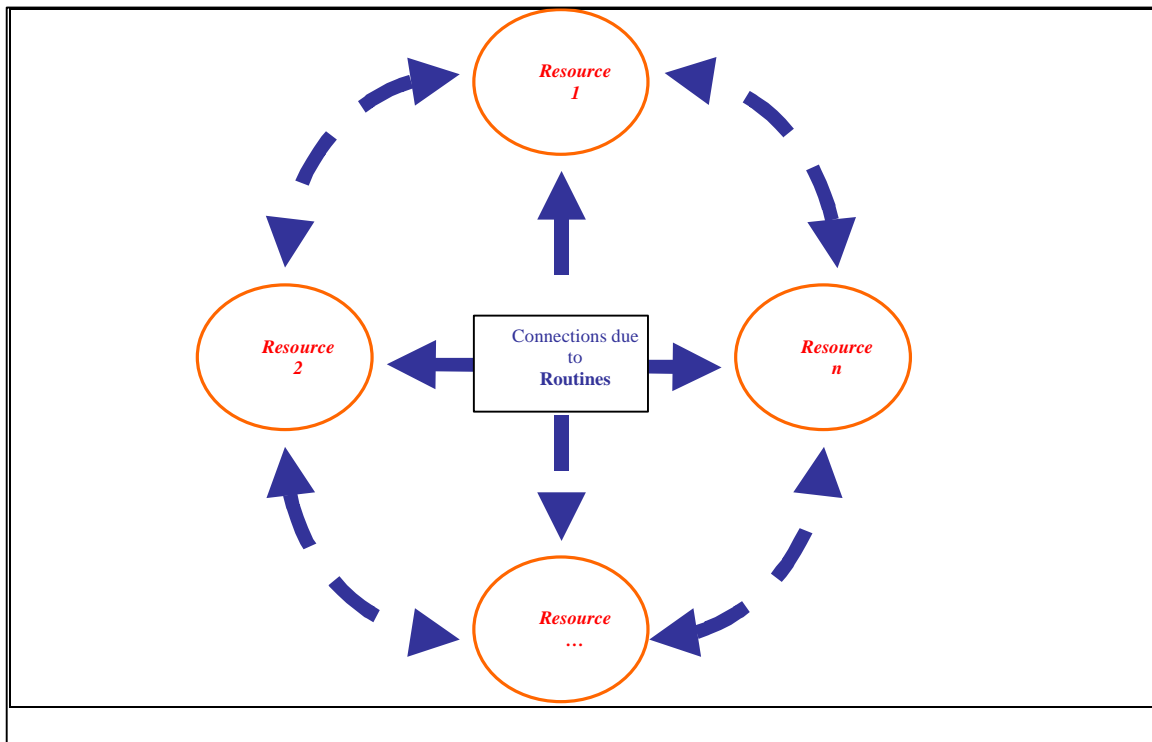 Resource
1
Resource
2
Connections due
to
Routines
Resource
n
Resource
…